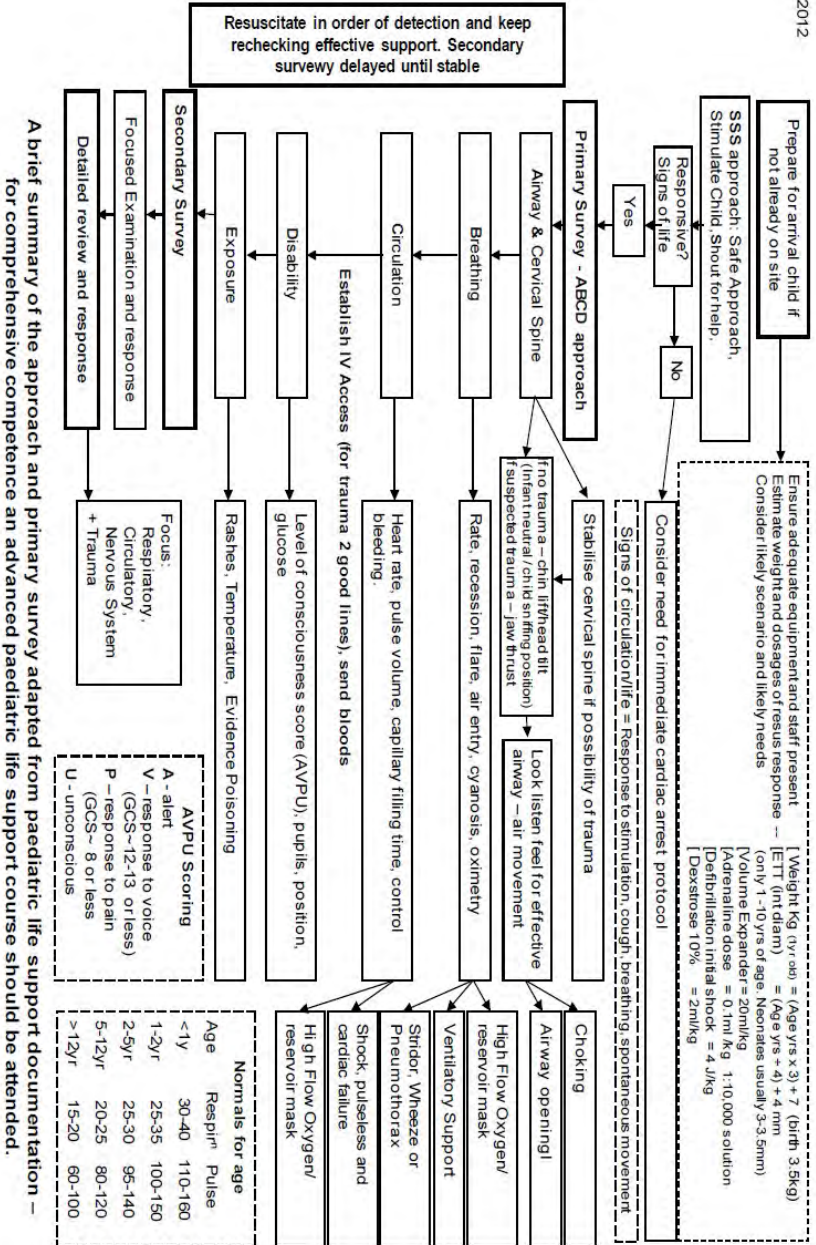 2012
Resuscitate in order of detection and keep
rechecking effective support. Secondary
survewy delayed until stable
Prepare for arrival child if
not already on site
Ensure adequate equipment and staff present
Estimate weight and dosages of resus response --
Consider likely scenario and likely needs
[ Weight Kg (1yr old) = (Age yrs x 3) + 7 (birth 3.5kg)
[ETT (int diam) = (Age yrs ÷ 4) + 4 mm
(only 1 -10 yrs of age. Neonates usually 3-3.5mm)
[Volume Expander = 20ml/kg
[Adrenaline dose = 0.1ml /kg 1:10,000 solution
[Defibrillation initial shock = 4 J/kg
[ Dexstrose 10% = 2ml/kg
SSS approach: Safe Approach,
Stimulate Child, Shout for help,
Responsive?
Signs of life
No
Consider need for immediate cardiac arrest protocol
Signs of circulation/life = Response to stimulation, cough, breathing, spontaneous movement
Yes
Primary Survey - ABCD approach
Airway & Cervical Spine
Stabilise cervical spine if possibility of trauma
If no trauma – chin lift/head tilt
(Infant neutral / child sniffing position)
If suspected trauma – jaw thrust
Look listen feel for effective
airway – air movement
Choking
Airway openingl
Breathing
Rate, recession, flare, air entry, cyanosis, oximetry
High Flow Oxygen/
reservoir mask
Ventilatory Support
Stridor, Wheeze or
Pneumothorax
Circulation
Heart rate, pulse volume, capillary filling time, control
bleeding.
Shock, pulseless and
cardiac failure
High Flow Oxygen/
reservoir mask
Establish IV Access (for trauma 2 good lines), send bloods
Disability
Level of consciousness score (AVPU), pupils, position,
glucose
Exposure
Rashes, Temperature, Evidence Poisoning
Secondary Survey
Focused Examination and response
Detailed review and response
Focus:
Respiratory,
Circulatory,
Nervous System
+ Trauma
AVPU Scoring
A - alert
V – response to voice
(GCS~ 12-13 or less)
P – response to pain
(GCS~ 8 or less
U - unconscious
Normals for age
Age Respirⁿ Pulse
<1y 30-40 110-160
1-2yr 25-35 100-150
2-5yr 25-30 95-140
5-12yr 20-25 80-120
>12yr 15-20 60-100
A brief summary of the approach and primary survey adapted from paediatric life support documentation –
for comprehensive competence an advanced paediatric life support course should be attended.